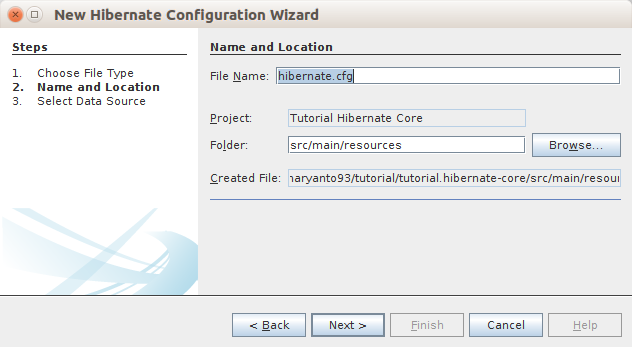 New Hibernate Configuration Wizard
Steps
1. Choose File Type
2. Name and Location
3. Select Data Source
Name and Location
File Name: hibernate.cfg
Project: Tutorial Hibernate Core
Folder: src/main/resources Browse...
Created File: haryanto93/tutorial/tutorial.hibernate-core/src/main/resour
< Back Next > Finish Cancel Help